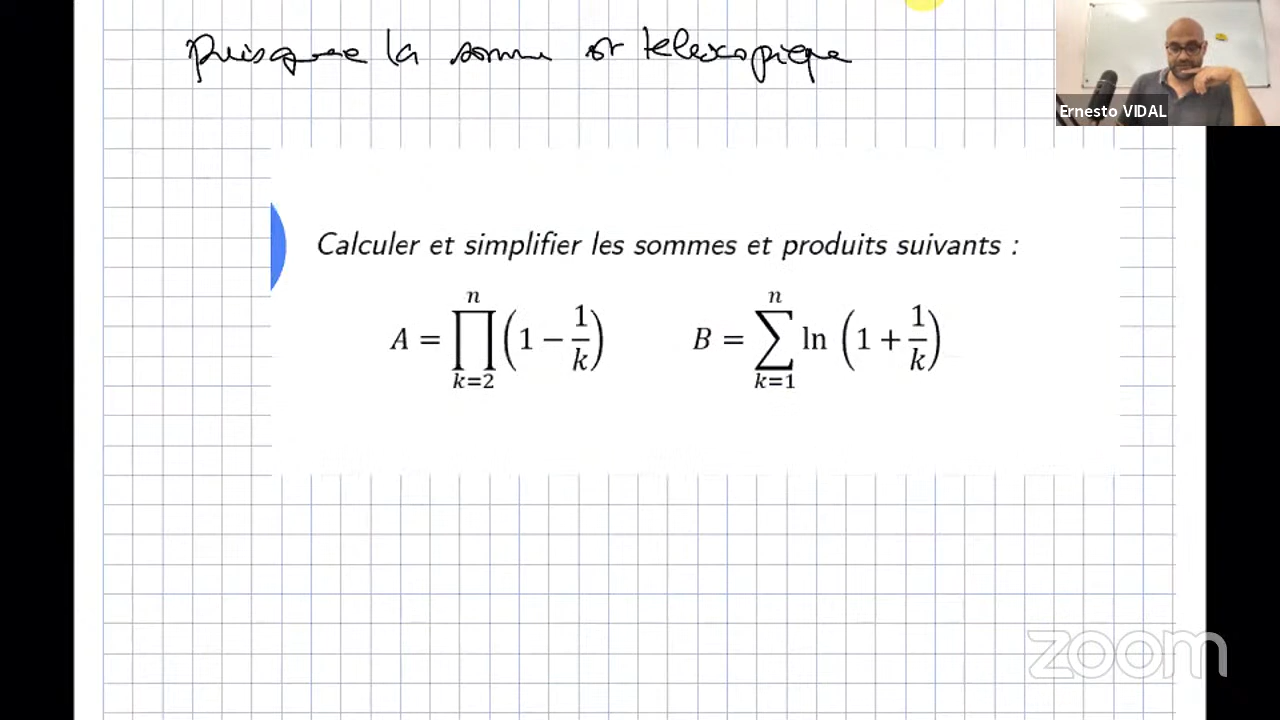 puisque la somme est telescopique
Ernesto VIDAL
Calculer et simplifier les sommes et produits suivants :
A = ∏_{k=2}^{n} (1 − 1/k)    B = ∑_{k=1}^{n} ln (1 + 1/k)
zoom